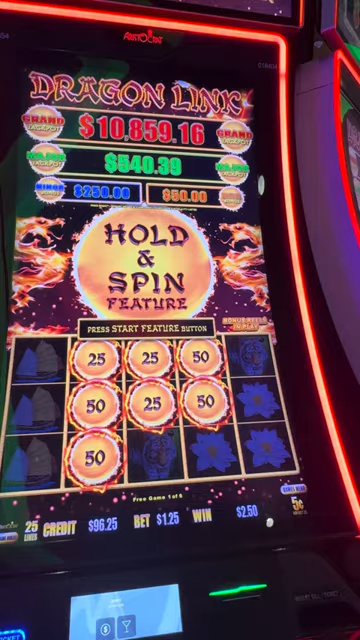 ARISTOCRAT
DRAGON LINK
GRAND JACKPOT $10,859.16 GRAND JACKPOT
MAJOR JACKPOT $540.39 MAJOR JACKPOT
MINOR $250.00 $50.00
HOLD
&
SPIN
FEATURE
PRESS START FEATURE BUTTON
BONUS REELS IN PLAY
25 25 50
50 25 50
50
Free Game 1 of 6
25 LINES CREDIT $96.25 BET $1.25 WIN $2.50 5¢